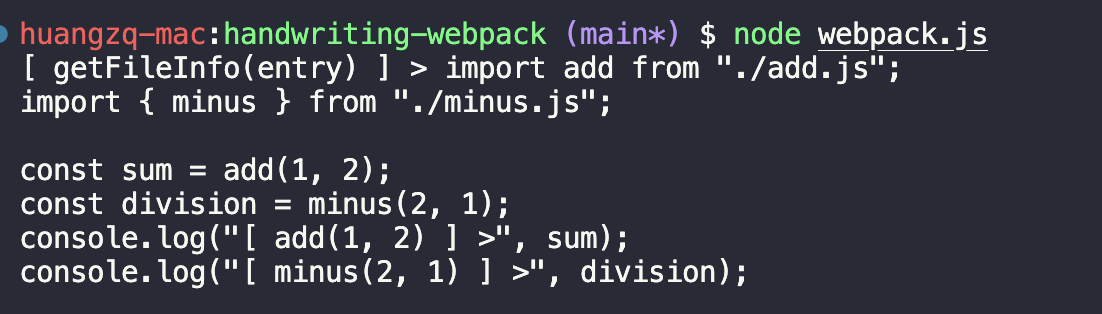 huangzq-mac:handwriting-webpack (main*) $ node webpack.js
[ getFileInfo(entry) ] > import add from "./add.js";
import { minus } from "./minus.js";
const sum = add(1, 2);
const division = minus(2, 1);
console.log("[ add(1, 2) ] >", sum);
console.log("[ minus(2, 1) ] >", division);